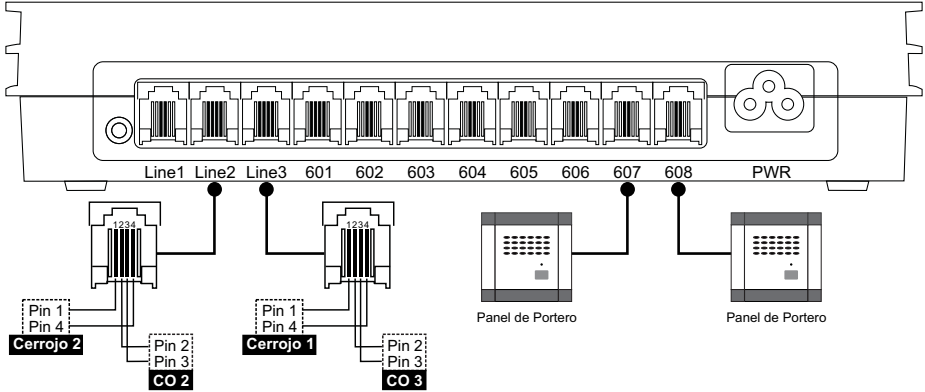 Line1 Line2 Line3 601 602 603 604 605 606 607 608 PWR
1234
1234
Pin 1
Pin 4
Cerrojo 2
Pin 2
Pin 3
CO 2
Pin 1
Pin 4
Cerrojo 1
Pin 2
Pin 3
CO 3
Panel de Portero
Panel de Portero